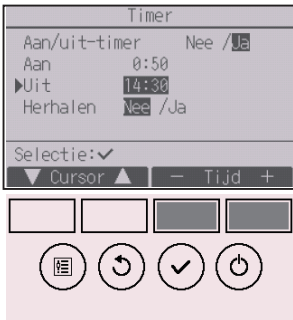 Timer
Aan/uit-timer Nee /Ja
Aan 0:50
▶Uit 14:30
Herhalen Nee /Ja
Selectie:✔
▼ Cursor ▲ − Tijd +